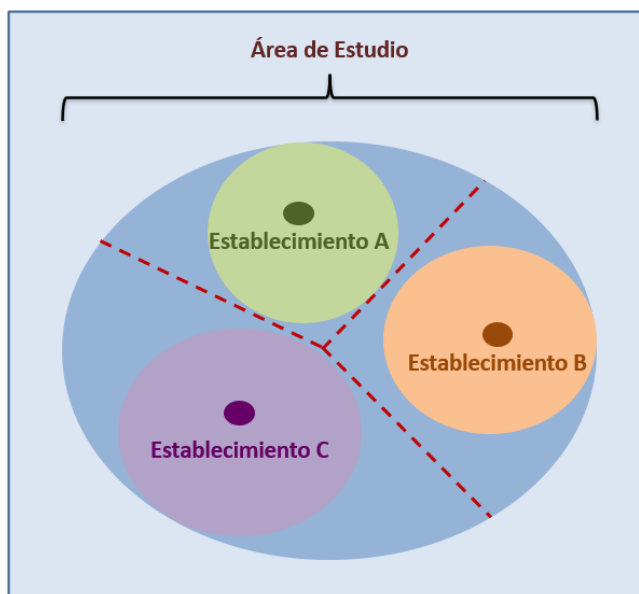 Área de Estudio
Establecimiento A
Establecimiento B
Establecimiento C